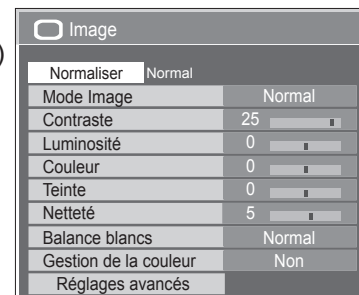 )
Image
Normaliser Normal
Mode Image Normal
Contraste 25
Luminosité 0
Couleur 0
Teinte 0
Netteté 5
Balance blancs Normal
Gestion de la couleur Non
Réglages avancés